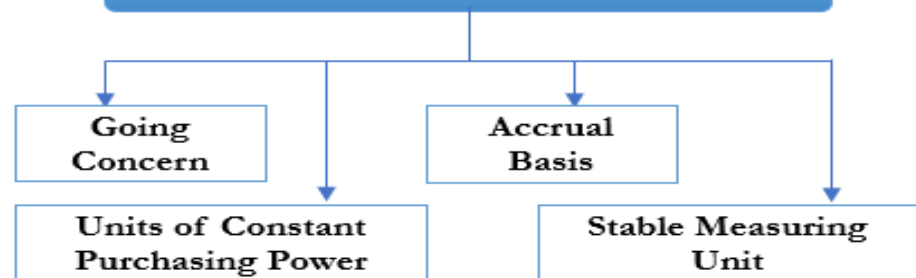 Going
Concern
Accrual
Basis
Units of Constant
Purchasing Power
Stable Measuring
Unit